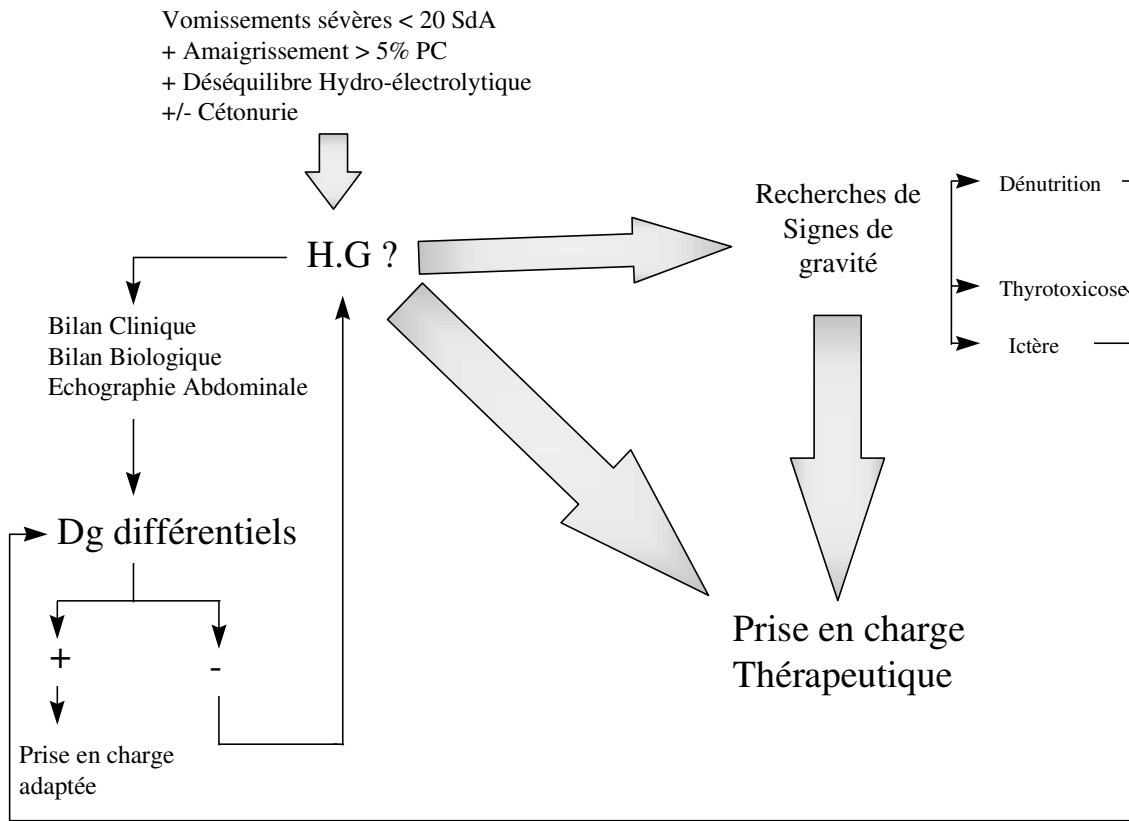 Vomissements sévères < 20 SdA
+ Amaigrissement > 5% PC
+ Déséquilibre Hydro-électrolytique
+/- Cétonurie
H.G ?
Recherches de
Signes de
gravité
Dénutrition
Thyrotoxicose
Ictère
Bilan Clinique
Bilan Biologique
Echographie Abdominale
Dg différentiels
+
-
Prise en charge
adaptée
Prise en charge
Thérapeutique